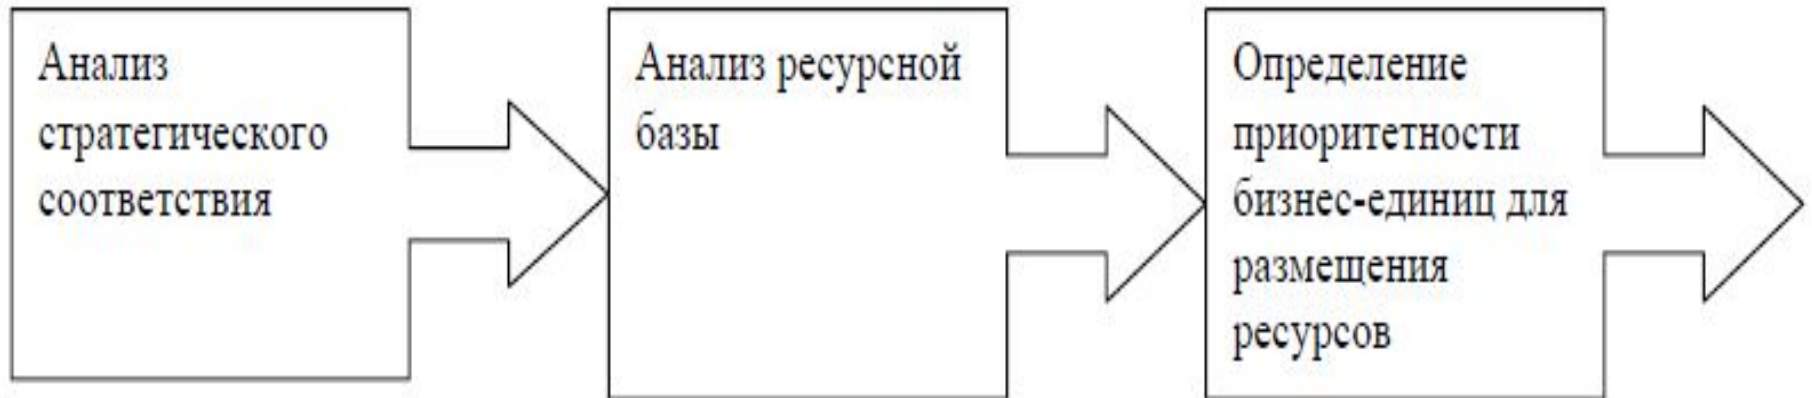 Анализ
стратегического
соответствия
Анализ ресурсной
базы
Определение
приоритетности
бизнес-единиц для
размещения
ресурсов